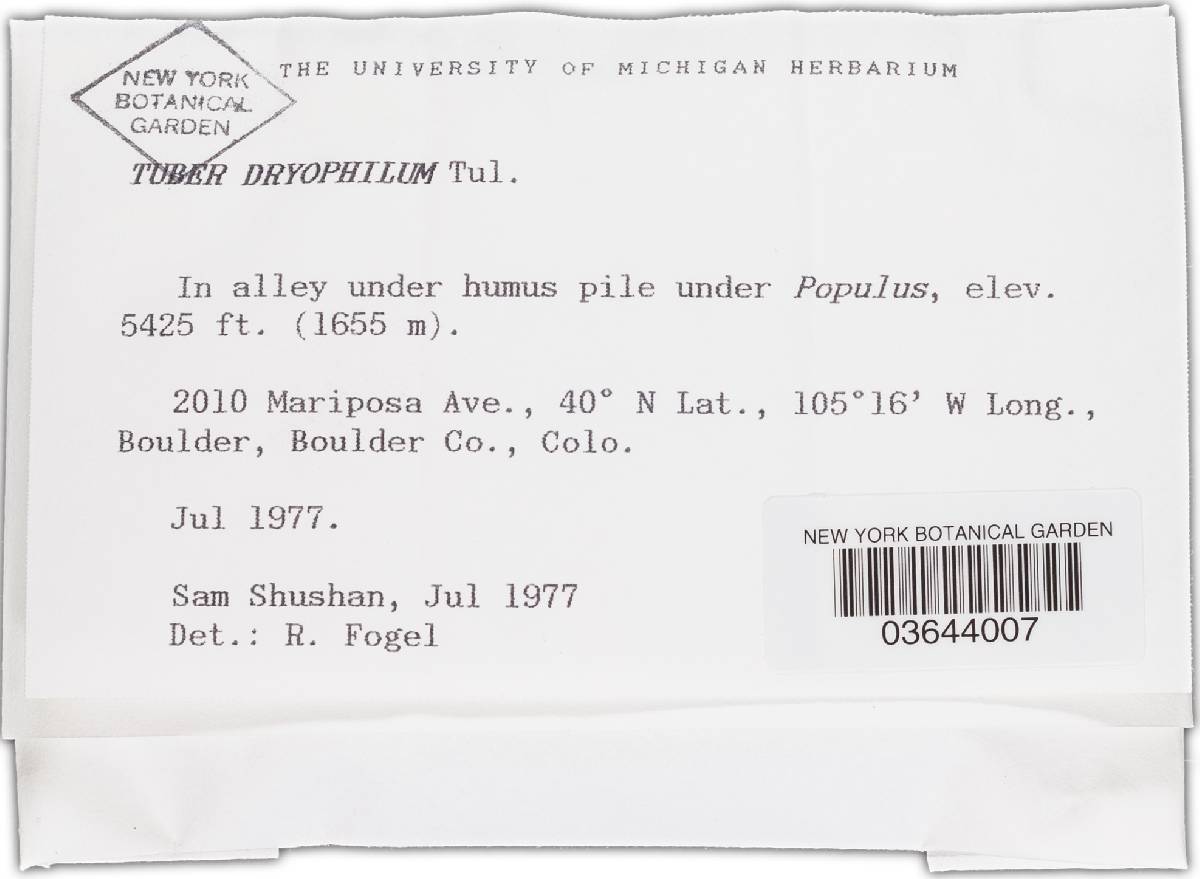 NEW YORK
BOTANICAL
GARDEN
THE UNIVERSITY OF MICHIGAN HERBARIUM
TUBER DRYOPHILUM Tul.
In alley under humus pile under Populus, elev.
5425 ft. (1655 m).
2010 Mariposa Ave., 40° N Lat., 105°16' W Long.,
Boulder, Boulder Co., Colo.
Jul 1977.
Sam Shushan, Jul 1977
Det.: R. Fogel
NEW YORK BOTANICAL GARDEN
03644007